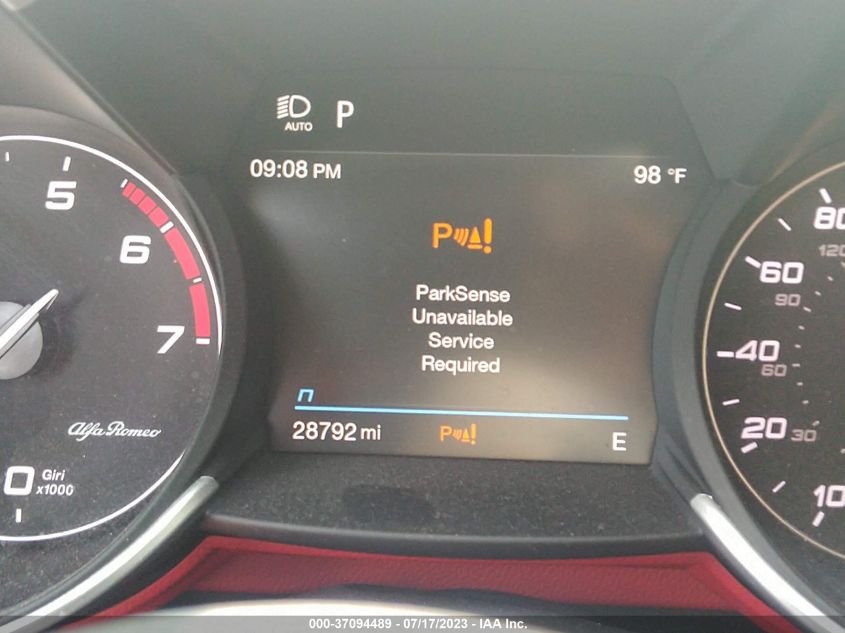 AUTO P
09:08 PM 98 °F
P!
ParkSense
Unavailable
Service
Required
n
28792 mi P! E
5
6
7
Alfa Romeo
0 Giri
x1000
80
120
60
90
40
60
20 30
10
000-37094489 - 07/17/2023 - IAA Inc.